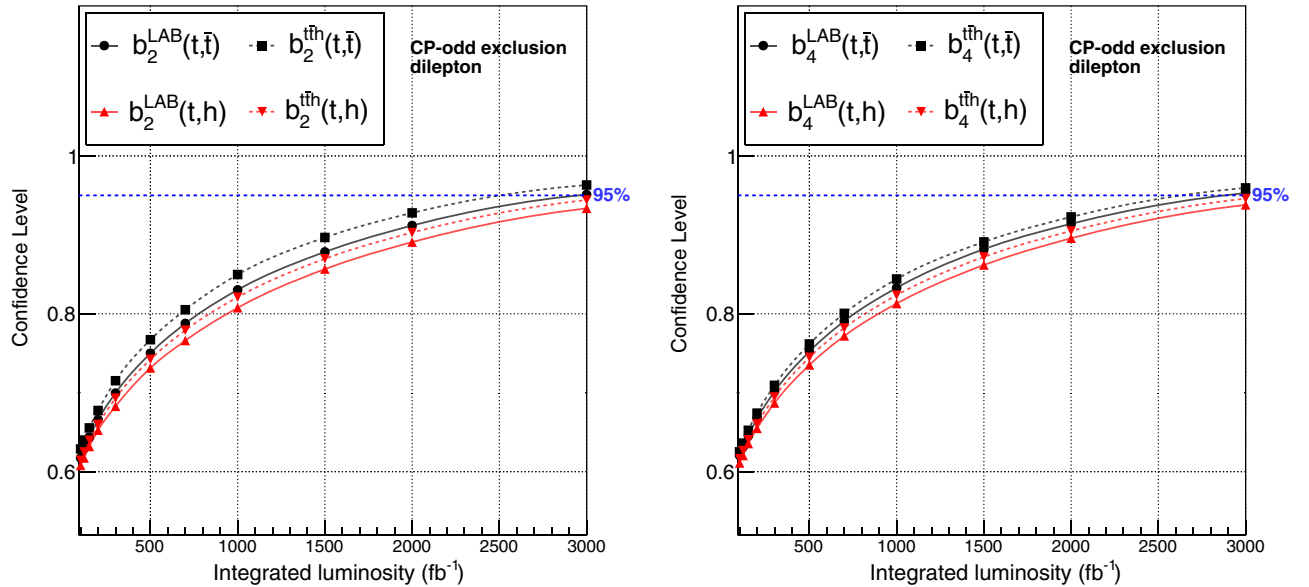 b₂ᴸᴬᴮ(t,t̄) b₂ᵗᵗ̄ʰ(t,t̄)
b₂ᴸᴬᴮ(t,h) b₂ᵗᵗ̄ʰ(t,h)
CP-odd exclusion
dilepton
1
0.8
0.6
95%
Confidence Level
500 1000 1500 2000 2500 3000
Integrated luminosity (fb⁻¹)
b₄ᴸᴬᴮ(t,t̄) b₄ᵗᵗ̄ʰ(t,t̄)
b₄ᴸᴬᴮ(t,h) b₄ᵗᵗ̄ʰ(t,h)
CP-odd exclusion
dilepton
1
0.8
0.6
95%
Confidence Level
500 1000 1500 2000 2500 3000
Integrated luminosity (fb⁻¹)